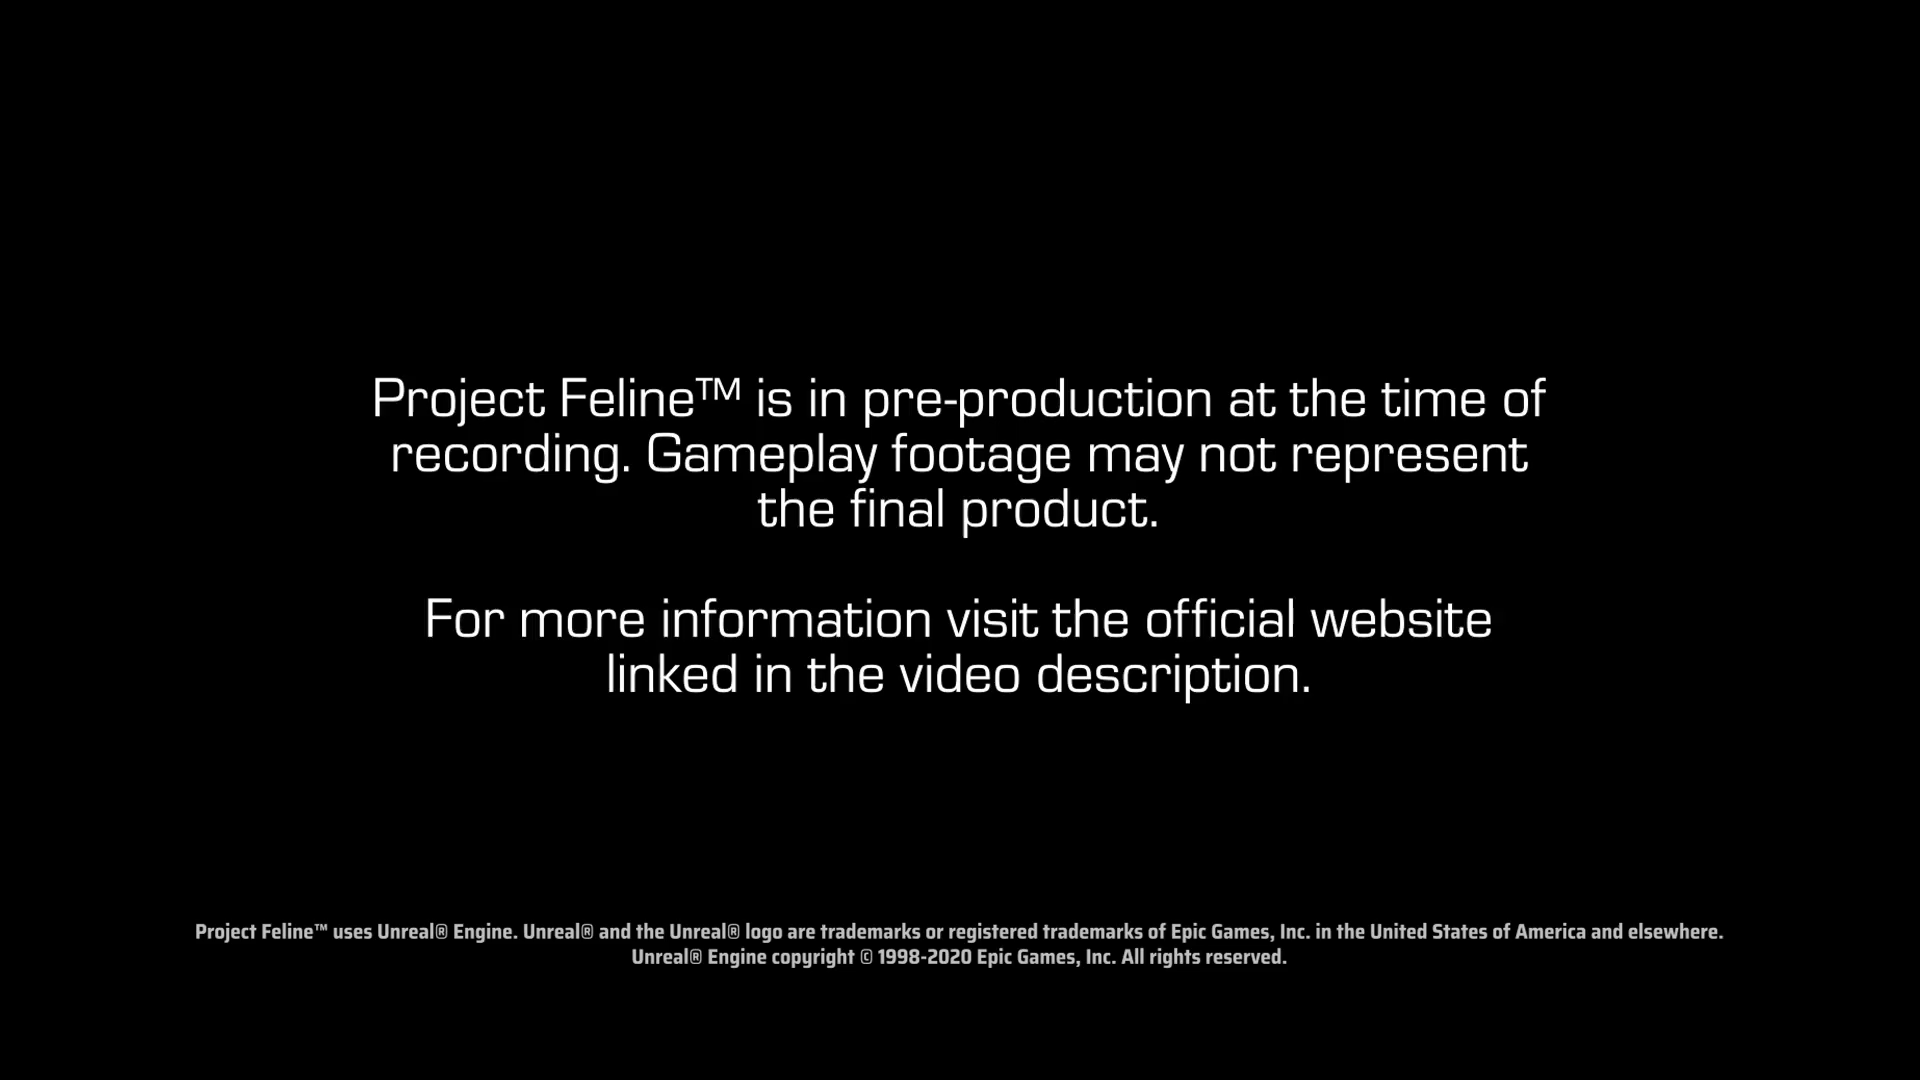 Project Feline™ is in pre-production at the time of
recording. Gameplay footage may not represent
the final product.
For more information visit the official website
linked in the video description.
Project Feline™ uses Unreal® Engine. Unreal® and the Unreal® logo are trademarks or registered trademarks of Epic Games, Inc. in the United States of America and elsewhere.
Unreal® Engine copyright © 1998-2020 Epic Games, Inc. All rights reserved.